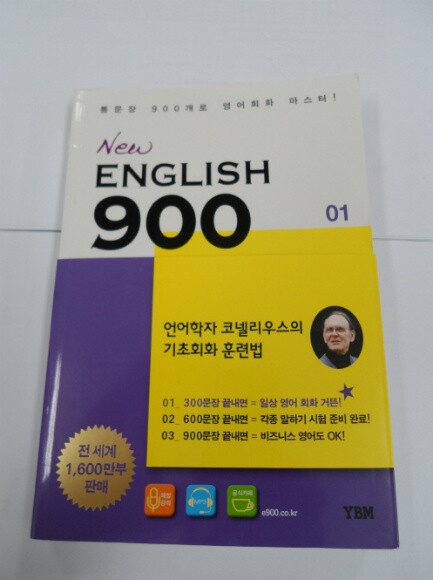 통문장 900개로 영어회화 마스터!
New
ENGLISH
900
01
언어학자 코넬리우스의
기초회화 훈련법
01_ 300문장 끝내면 = 일상 영어 회화 거뜬!
02_ 600문장 끝내면 = 각종 말하기 시험 준비 완료!
03_ 900문장 끝내면 = 비즈니스 영어도 OK!
전 세계
1,600만부
판매
MP3
공식카페
e900.co.kr
YBM